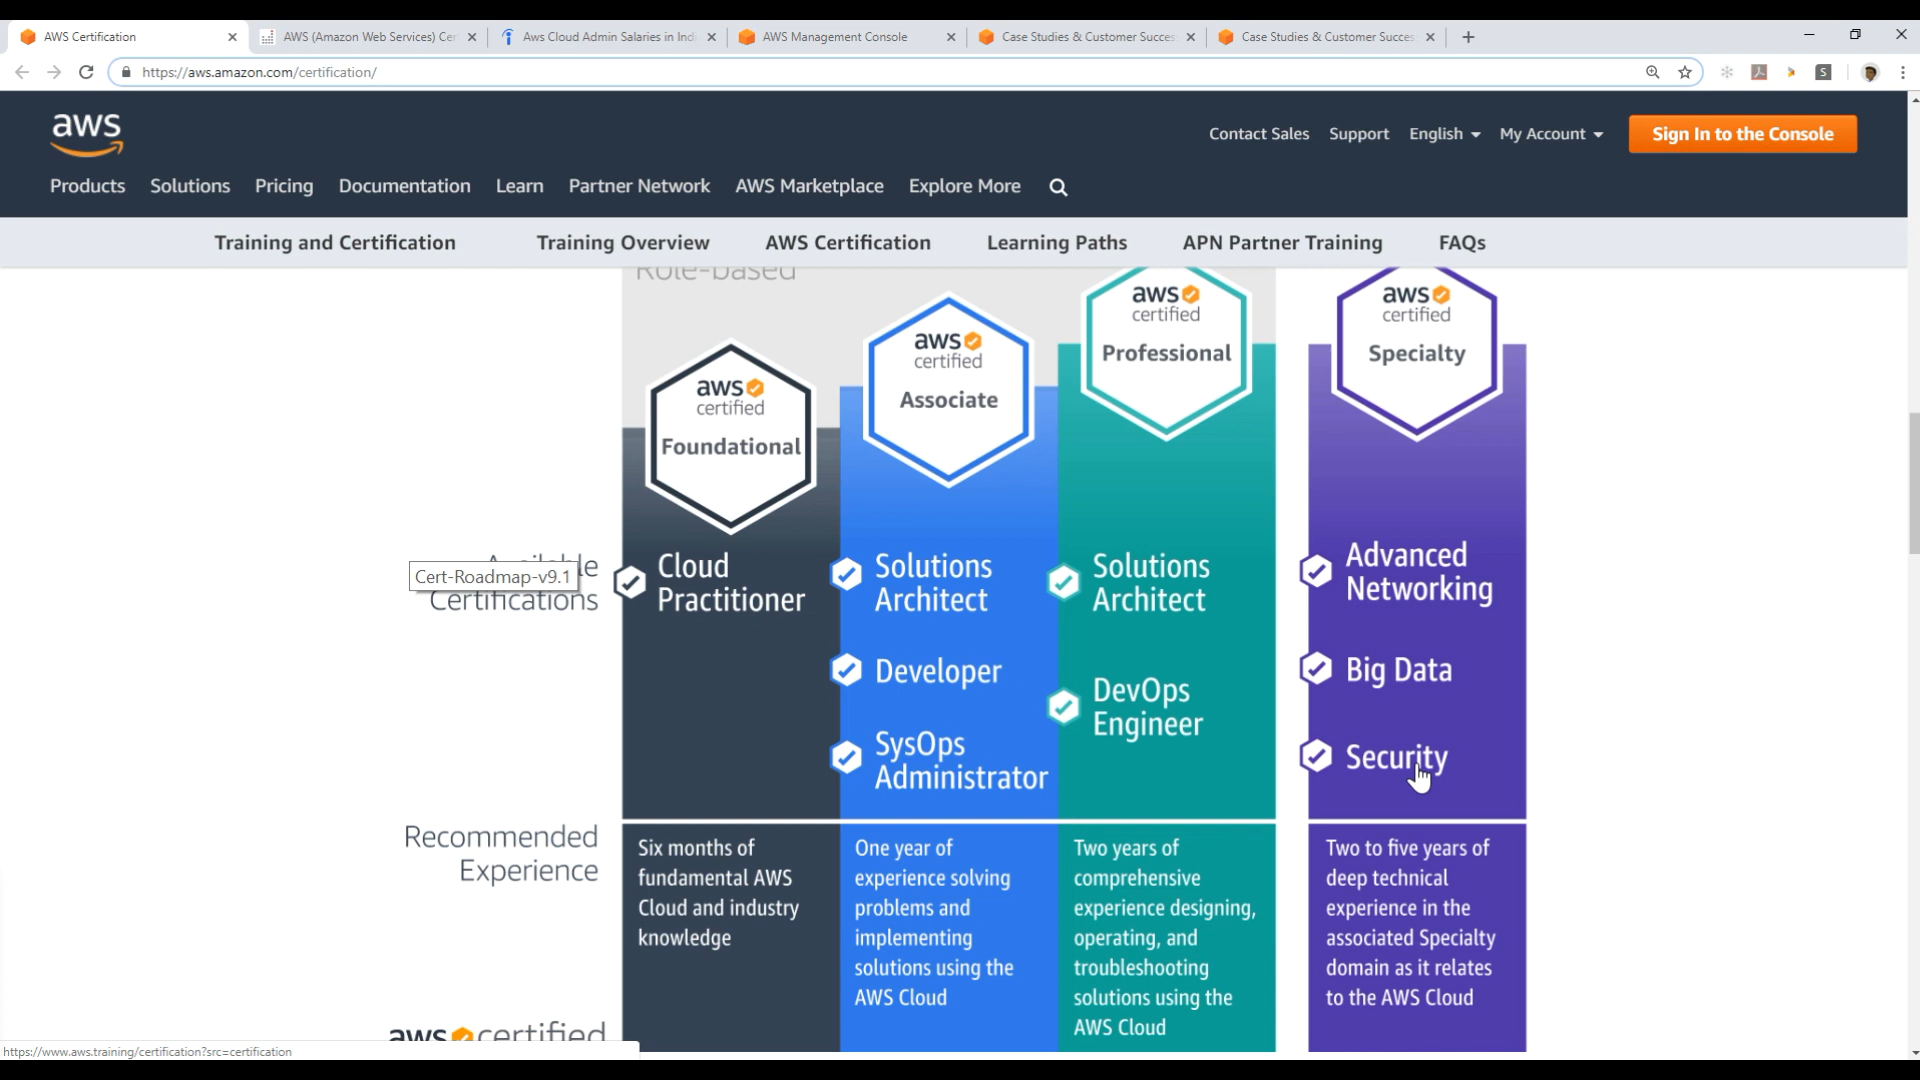 AWS Certification
AWS (Amazon Web Services) Cer
Aws Cloud Admin Salaries in Indi
AWS Management Console
Case Studies & Customer Succes
Case Studies & Customer Succes
https://aws.amazon.com/certification/
S
aws
Contact Sales
Support
English
My Account
Sign In to the Console
Products
Solutions
Pricing
Documentation
Learn
Partner Network
AWS Marketplace
Explore More
Training and Certification
Training Overview
AWS Certification
Learning Paths
APN Partner Training
FAQs
Role-based
aws
certified
Foundational
aws
certified
Associate
aws
certified
Professional
aws
certified
Specialty
Available
Certifications
Cert-Roadmap-v9.1
Cloud
Practitioner
Solutions
Architect
Developer
SysOps
Administrator
Solutions
Architect
DevOps
Engineer
Advanced
Networking
Big Data
Security
Recommended
Experience
Six months of
fundamental AWS
Cloud and industry
knowledge
One year of
experience solving
problems and
implementing
solutions using the
AWS Cloud
Two years of
comprehensive
experience designing,
operating, and
troubleshooting
solutions using the
AWS Cloud
Two to five years of
deep technical
experience in the
associated Specialty
domain as it relates
to the AWS Cloud
aws certified
https://www.aws.training/certification?src=certification